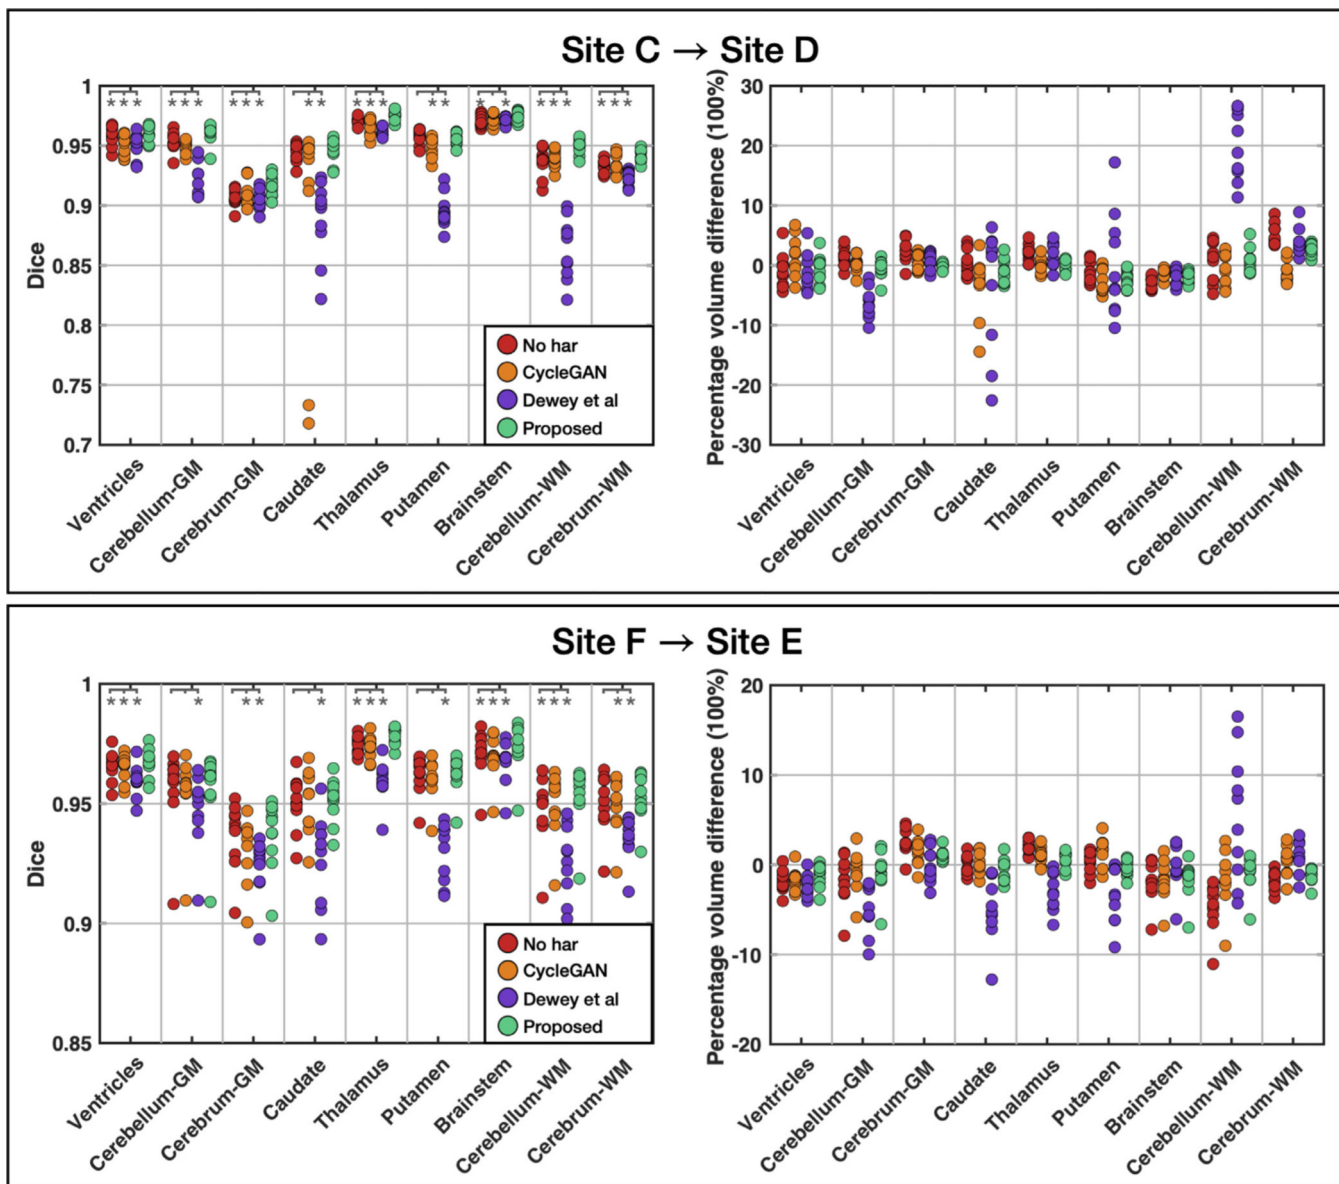 Site C → Site D
Dice
1
0.95
0.9
0.85
0.8
0.75
0.7
* * * * * * * * * * * * * * * * * * * * * * *
No har
CycleGAN
Dewey et al
Proposed
Ventricles
Cerebellum-GM
Cerebrum-GM
Caudate
Thalamus
Putamen
Brainstem
Cerebellum-WM
Cerebrum-WM
Percentage volume difference (100%)
30
20
10
0
-10
-20
-30
Ventricles
Cerebellum-GM
Cerebrum-GM
Caudate
Thalamus
Putamen
Brainstem
Cerebellum-WM
Cerebrum-WM
Site F → Site E
Dice
1
0.95
0.9
0.85
* * * * * * * * * * * * * * * * * * *
No har
CycleGAN
Dewey et al
Proposed
Ventricles
Cerebellum-GM
Cerebrum-GM
Caudate
Thalamus
Putamen
Brainstem
Cerebellum-WM
Cerebrum-WM
Percentage volume difference (100%)
20
10
0
-10
-20
Ventricles
Cerebellum-GM
Cerebrum-GM
Caudate
Thalamus
Putamen
Brainstem
Cerebellum-WM
Cerebrum-WM